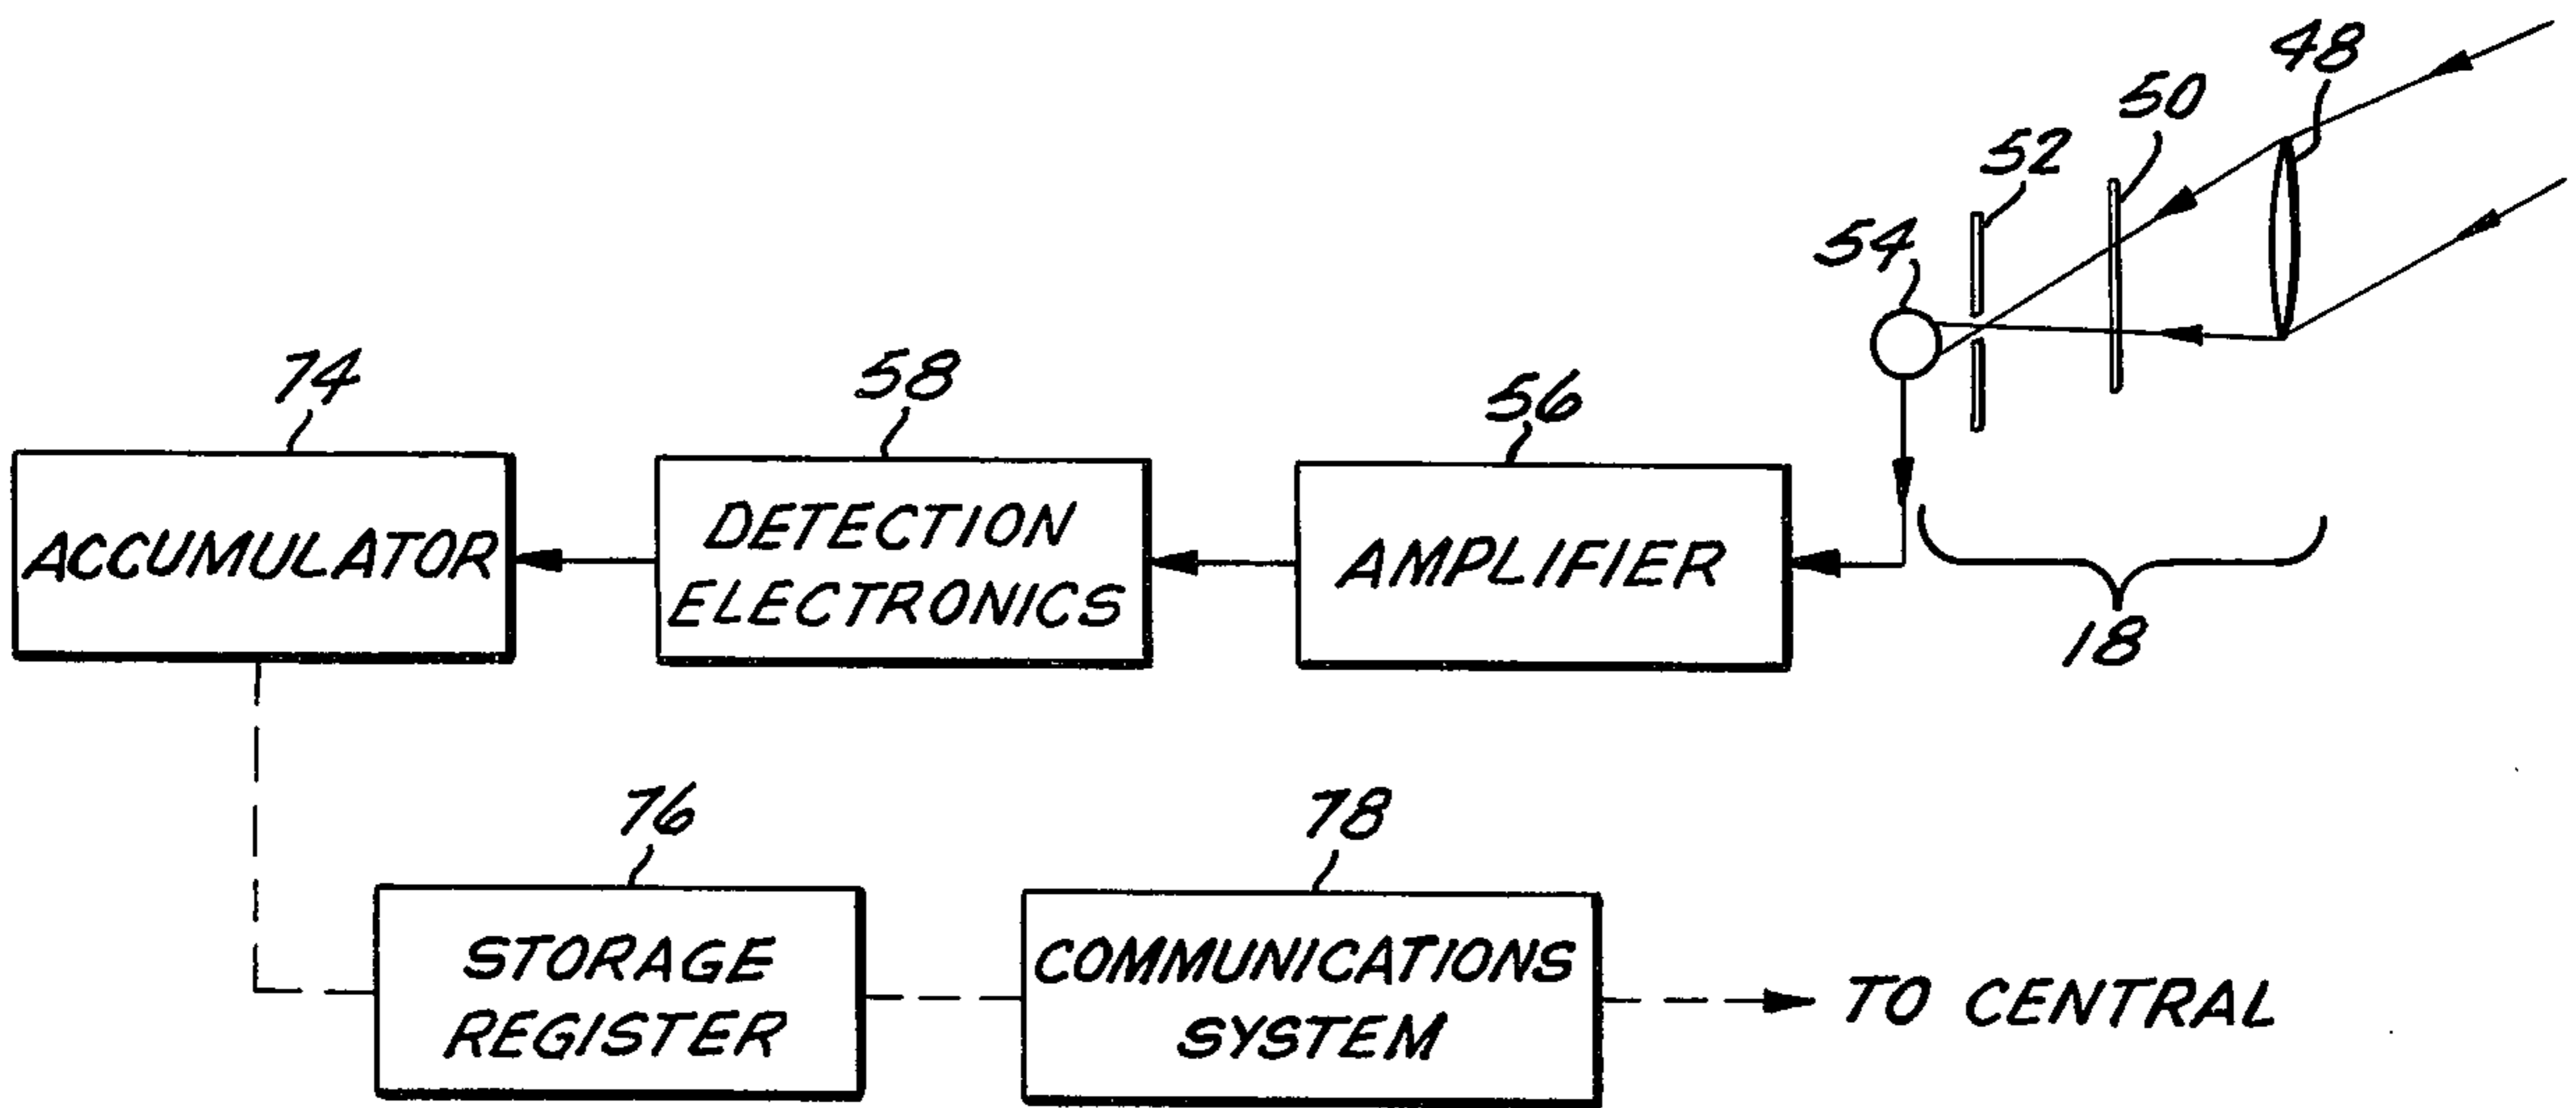 48
50
52
54
74
58
56
ACCUMULATOR
DETECTION
ELECTRONICS
AMPLIFIER
18
76
78
STORAGE
REGISTER
COMMUNICATIONS
SYSTEM
TO CENTRAL